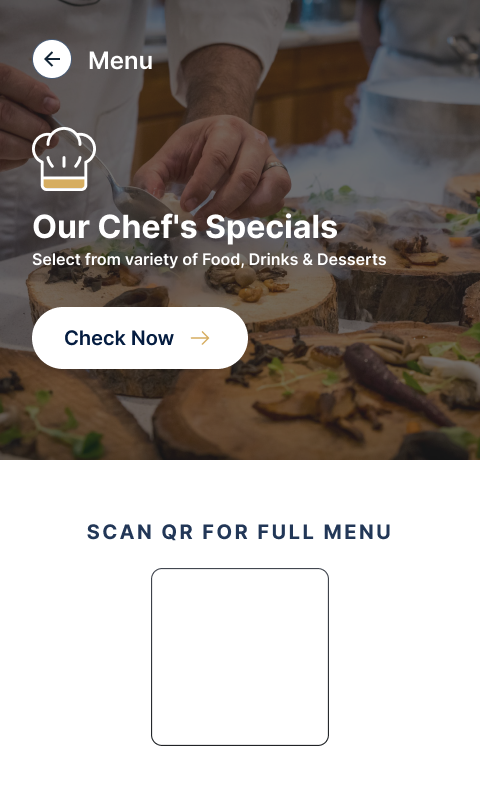 Menu
Our Chef's Specials
Select from variety of Food, Drinks & Desserts
Check Now
SCAN QR FOR FULL MENU